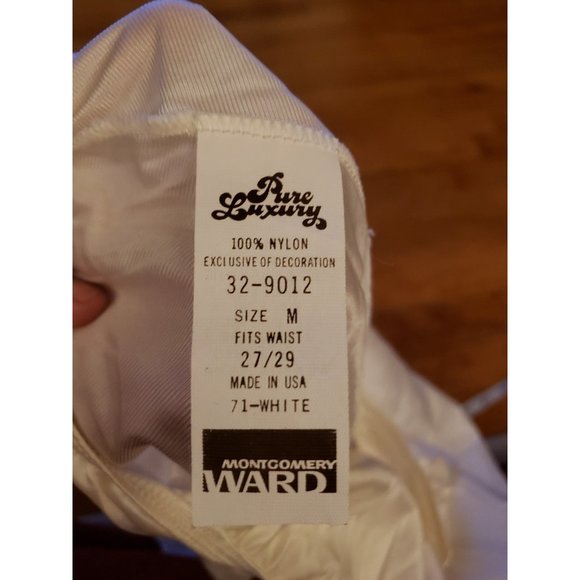 Pure
Luxury
100% NYLON
EXCLUSIVE OF DECORATION
32-9012
SIZE M
FITS WAIST
27/29
MADE IN USA
71-WHITE
MONTGOMERY
WARD